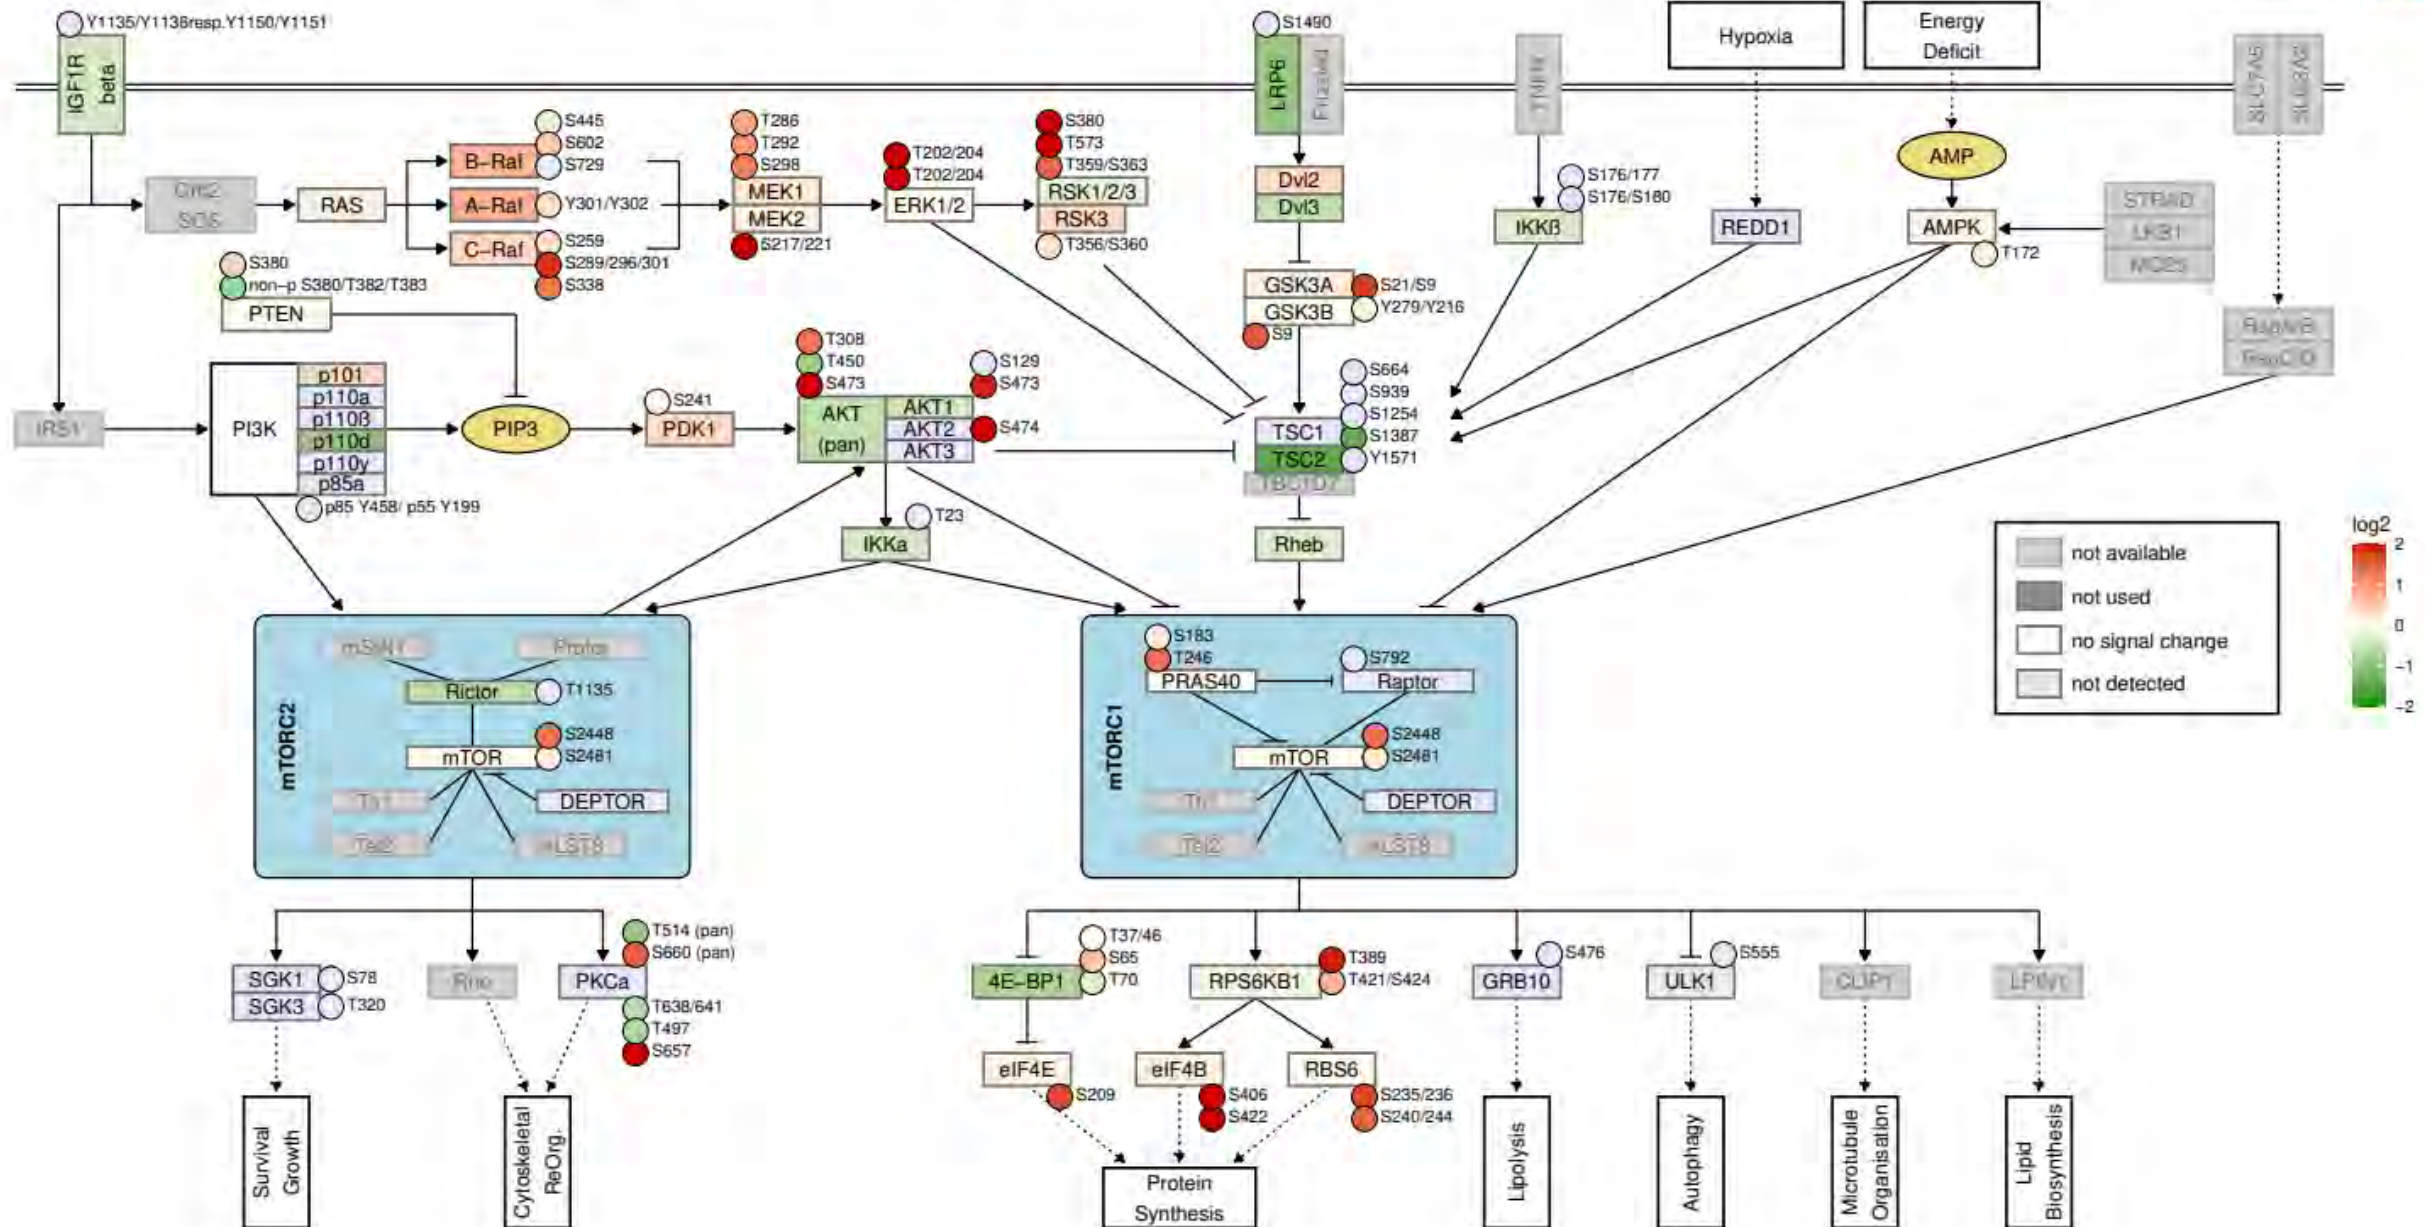 Y1135/Y1136resp.Y1150/Y1151
IGF1R
beta
S1490
LRP6
Hypoxia
Energy
Deficit
AMP
S445
S602
S729
B-Raf
A-Raf
Y301/Y302
C-Raf
S259
S289/296/301
S338
RAS
T286
T292
S298
MEK1
MEK2
S217/221
T202/204
T202/204
ERK1/2
S380
T573
T359/S363
RSK1/2/3
RSK3
T356/S360
Dvl2
Dvl3
GSK3A
GSK3B
S21/S9
Y279/Y216
S9
S176/177
S176/S180
IKKß
REDD1
AMPK
T172
STRAD
LKB1
MO25
S380
non-p S380/T382/T383
PTEN
IRS1
PI3K
p101
p110a
p110ß
p110d
p110y
p85a
p85 Y458/ p55 Y199
PIP3
S241
PDK1
T308
T450
S473
AKT
(pan)
AKT1
AKT2
AKT3
S129
S473
S474
S664
S939
S1254
S1387
Y1571
TSC1
TSC2
TBC1D7
T23
IKKa
Rheb
mTORC2
Rictor
T1135
mTOR
S2448
S2481
DEPTOR
mTORC1
S183
T246
PRAS40
S792
Raptor
mTOR
S2448
S2481
DEPTOR
not available
not used
no signal change
not detected
log2
2
1
0
-1
-2
SGK1
SGK3
S78
T320
PKCa
T514 (pan)
S660 (pan)
T638/641
T497
S657
Survival
Growth
Cytoskeletal
ReOrg.
4E-BP1
T37/46
S65
T70
RPS6KB1
T389
T421/S424
GRB10
S476
ULK1
S555
eIF4E
S209
eIF4B
S406
S422
RBS6
S235/236
S240/244
Protein
Synthesis
Lipolysis
Autophagy
Microtubule
Organisation
Lipid
Biosynthesis